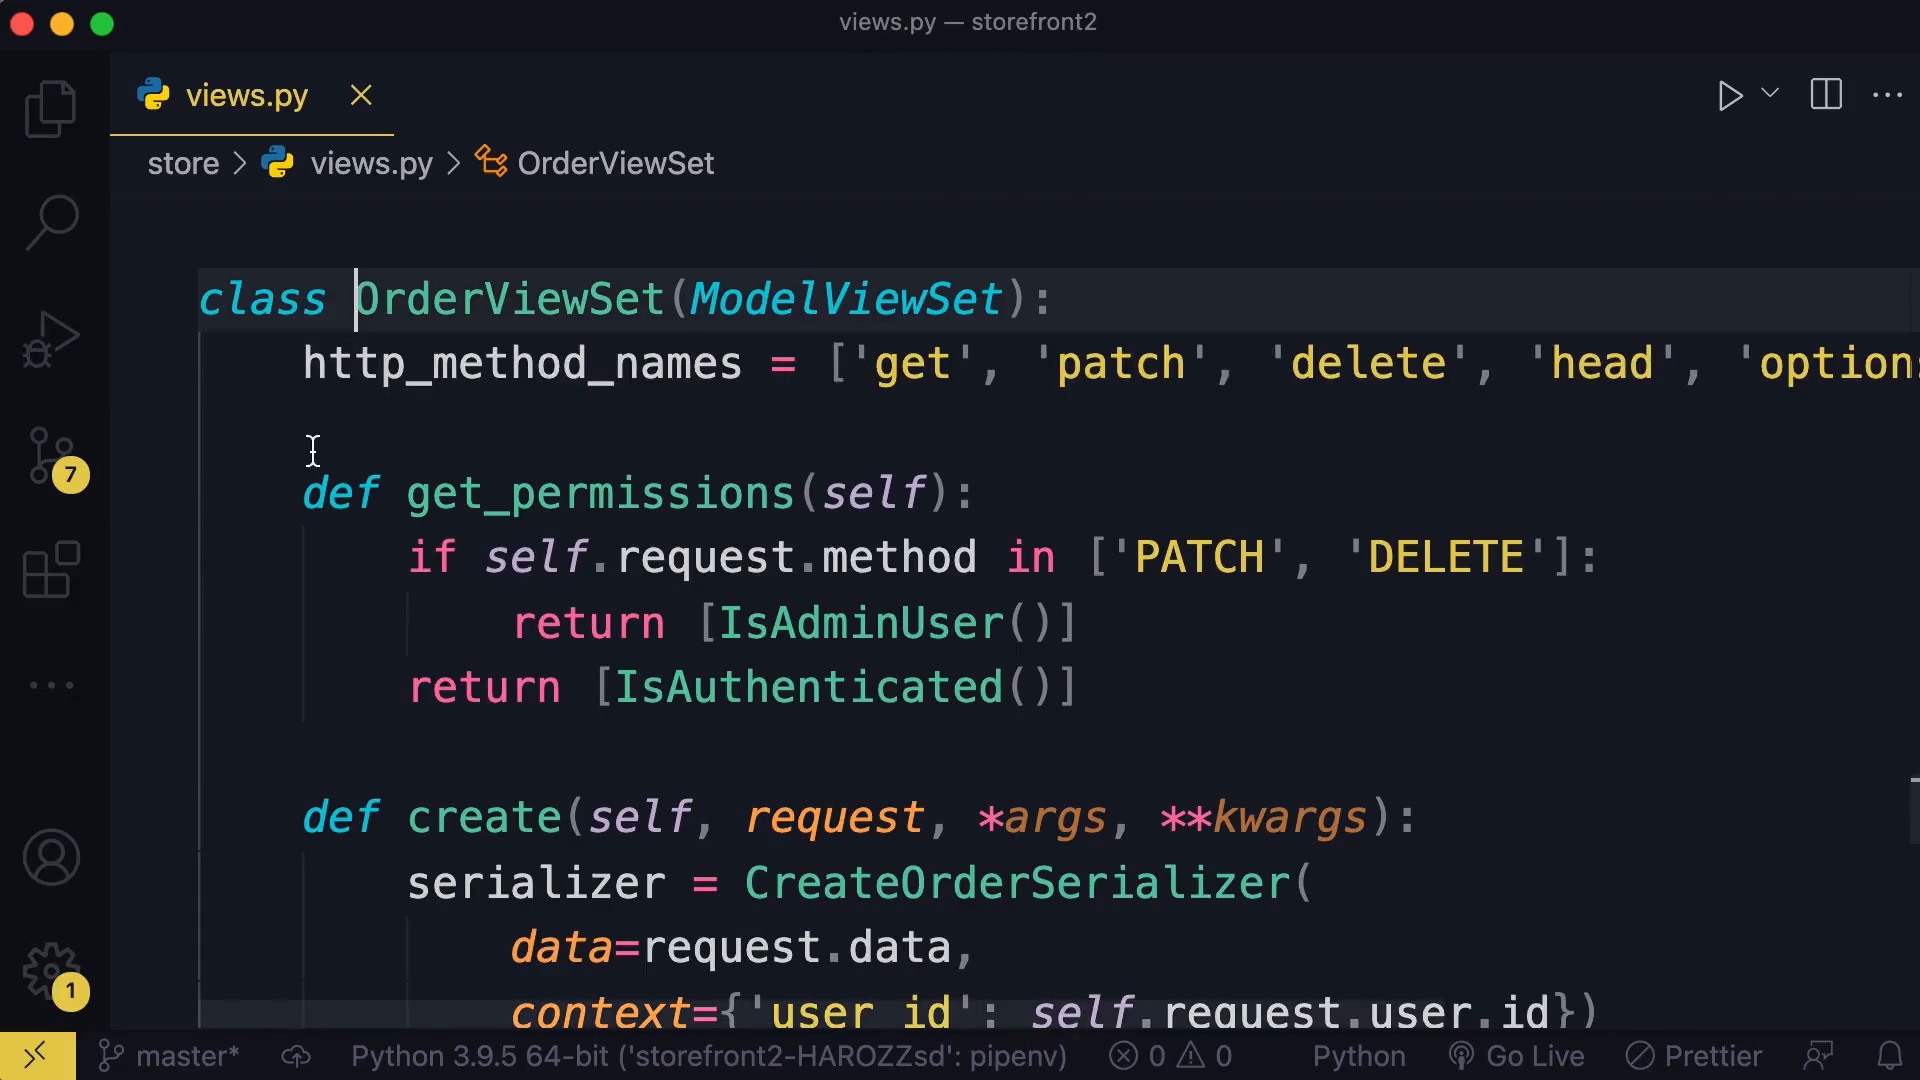 views.py — storefront2
views.py
store > views.py > OrderViewSet
class OrderViewSet(ModelViewSet):
http_method_names = ['get', 'patch', 'delete', 'head', 'options
def get_permissions(self):
if self.request.method in ['PATCH', 'DELETE']:
return [IsAdminUser()]
return [IsAuthenticated()]
def create(self, request, *args, **kwargs):
serializer = CreateOrderSerializer(
data=request.data,
context={'user_id': self.request.user.id})
7
1
master* Python 3.9.5 64-bit ('storefront2-HAROZZsd': pipenv) 0 0 Python Go Live Prettier